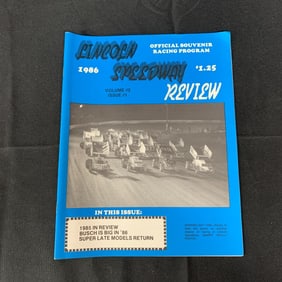 LINCOLN
SPEEDWAY
1986
OFFICIAL SOUVENIR
RACING PROGRAM
$1.25
VOLUME
ISSUE #1
REVIEW
IN THIS ISSUE:
1985 IN REVIEW
BUSCH IS BIG IN '86
SUPER LATE MODELS RETURN